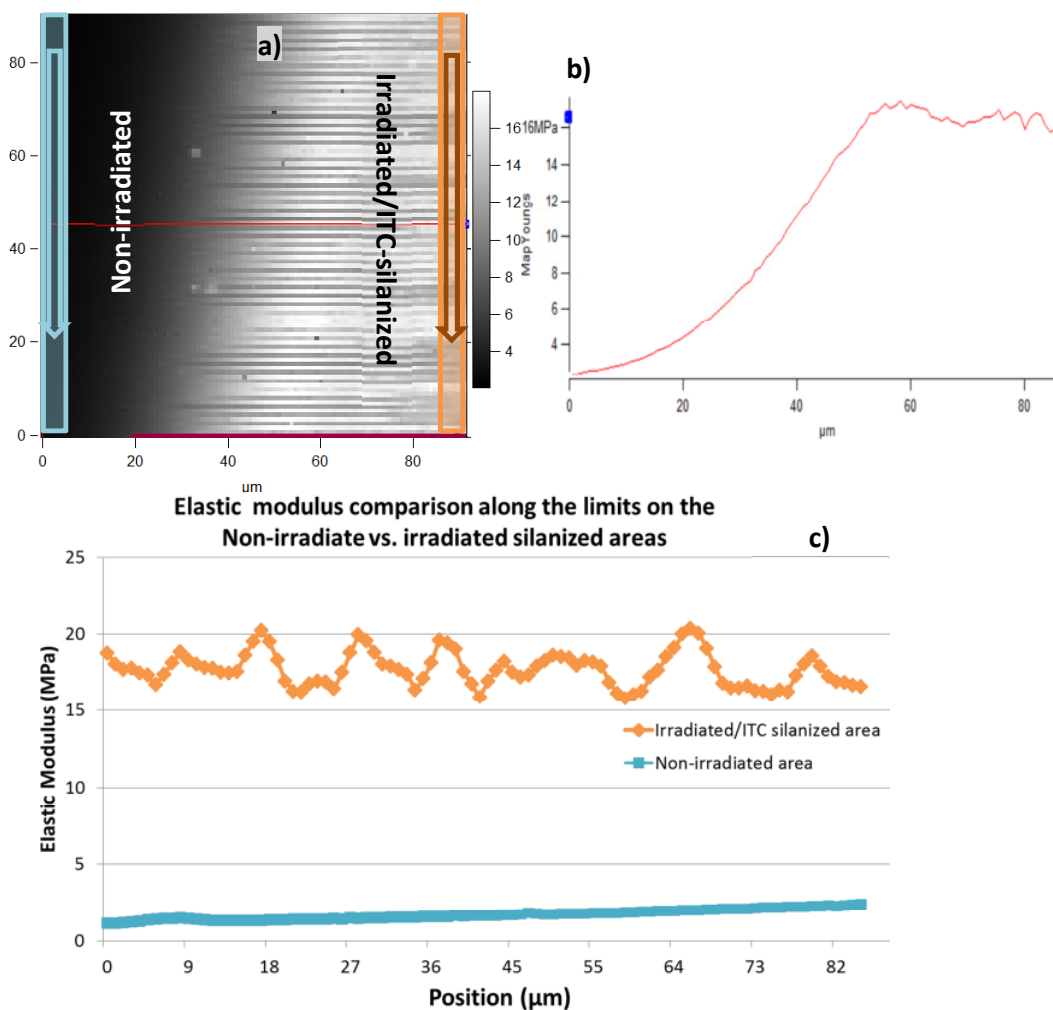 a)
80
60
40
20
0
0
20
40
60
80
µm
Non-irradiated
Irradiated/ITC-silanized
16
14
12
10
8
6
4
b)
16MPa
14
12
10
8
6
4
MapYoungs
0
20
40
60
80
µm
Elastic modulus comparison along the limits on the
Non-irradiate vs. irradiated silanized areas
c)
25
20
15
10
5
0
Elastic Modulus (MPa)
Irradiated/ITC silanized area
Non-irradiated area
0
9
18
27
36
45
55
64
73
82
Position (µm)